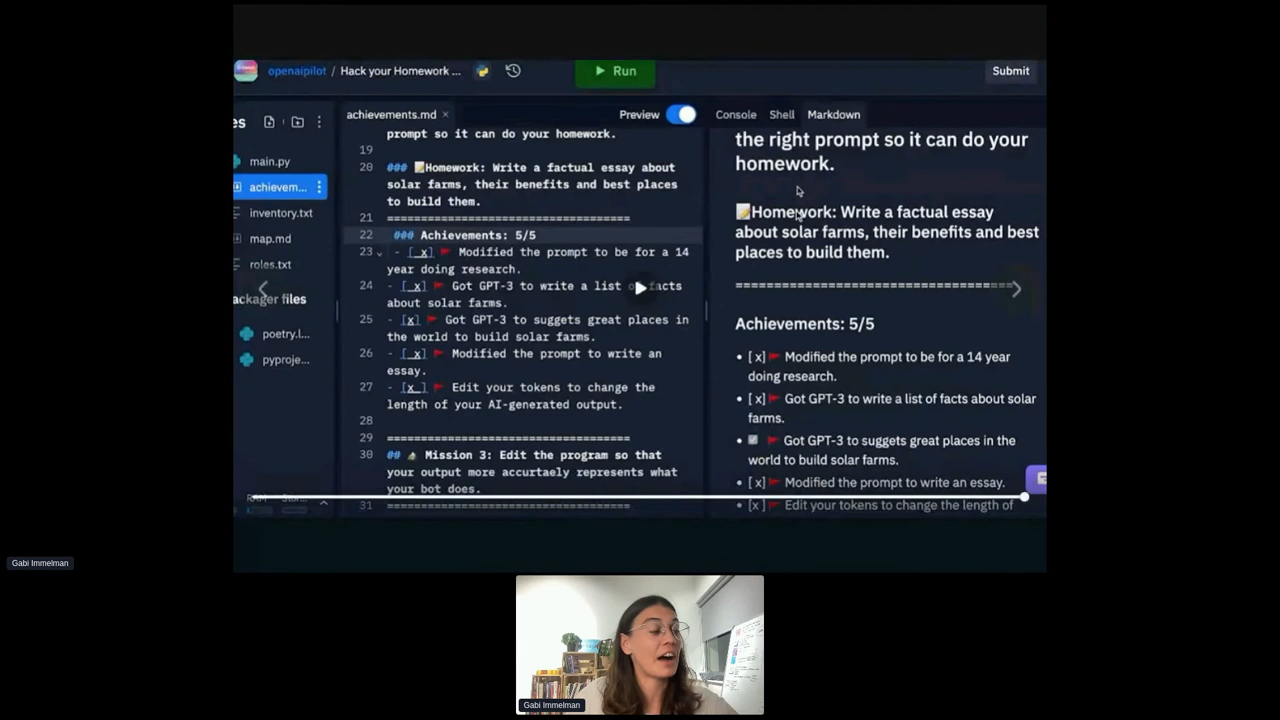 openaipilot / Hack your Homework ...
Run
Submit
es
main.py
achievem...
inventory.txt
map.md
roles.txt
ackager files
poetry.l...
pyproje...
achievements.md ×
Preview
prompt so it can do your homework.
19
20 ### 📝Homework: Write a factual essay about
solar farms, their benefits and best places
to build them.
21 ==================================
22 ### Achievements: 5/5
23 - [ x] 🚩 Modified the prompt to be for a 14
year doing research.
24 - [ x] 🚩 Got GPT-3 to write a list facts
about solar farms.
25 - [x] 🚩 Got GPT-3 to suggets great places in
the world to build solar farms.
26 - [ x] 🚩 Modified the prompt to write an
essay.
27 - [x ] 🚩 Edit your tokens to change the
length of your AI-generated output.
28
29 ==================================
30 ## Mission 3: Edit the program so that
your output more accurtaely represents what
your bot does.
31 ==================================
Console Shell Markdown
the right prompt so it can do your
homework.
📝Homework: Write a factual essay
about solar farms, their benefits and best
places to build them.
==================================
Achievements: 5/5
• [ x] 🚩 Modified the prompt to be for a 14 year
doing research.
• [ x] 🚩 Got GPT-3 to write a list of facts about solar
farms.
• ☑ 🚩 Got GPT-3 to suggets great places in the
world to build solar farms.
• [ x] 🚩 Modified the prompt to write an essay.
• [x ] 🚩 Edit your tokens to change the length of
RAM
Gabi Immelman
Gabi Immelman